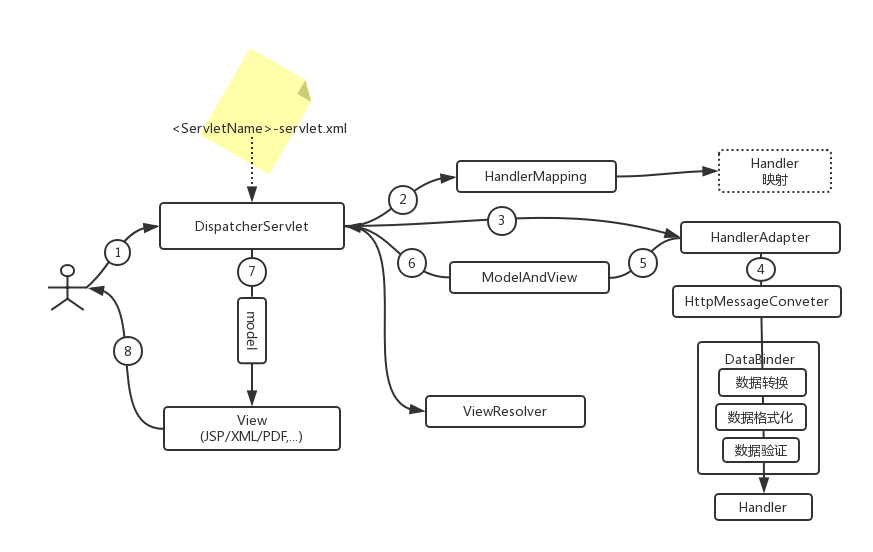 <ServletName>-servlet.xml
HandlerMapping
Handler
映射
2
3
DispatcherServlet
HandlerAdapter
1
6
ModelAndView
5
4
7
HttpMessageConveter
model
8
DataBinder
数据转换
ViewResolver
数据格式化
View
(JSP/XML/PDF,...)
数据验证
Handler